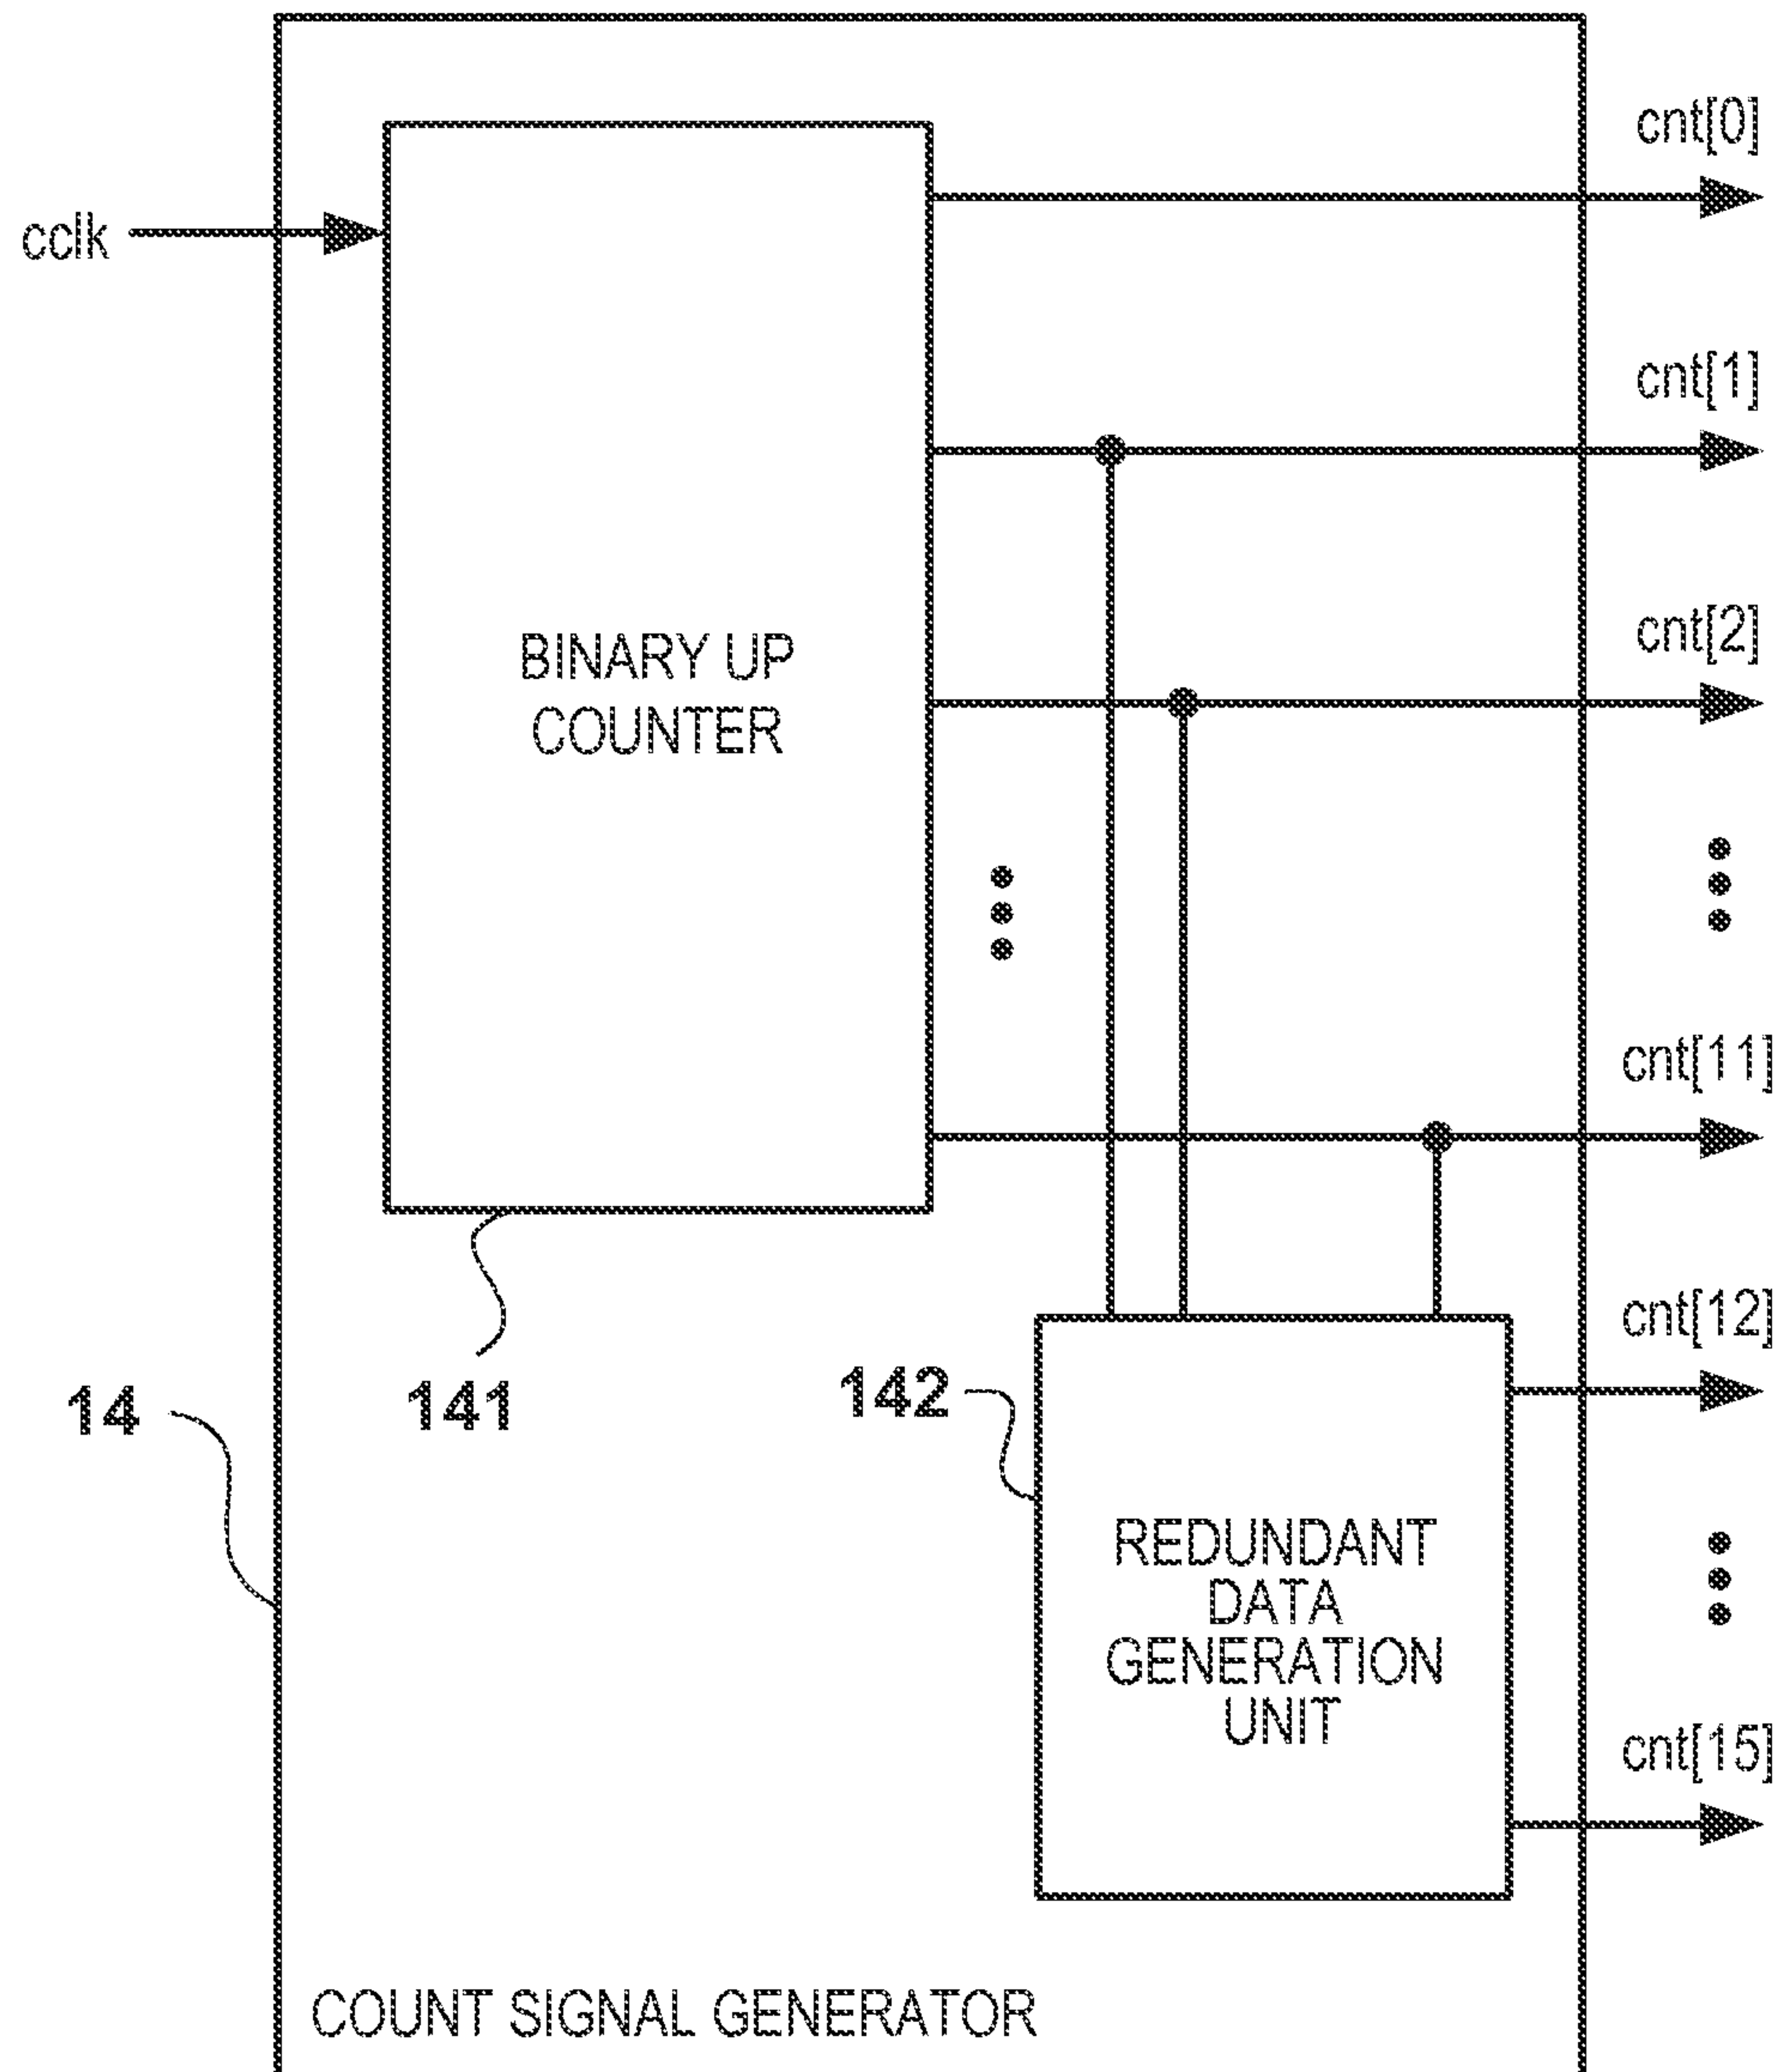 cnt[0]
cclk
cnt[1]
BINARY UP
COUNTER
cnt[2]
cnt[11]
cnt[12]
14
141
142
REDUNDANT
DATA
GENERATION
UNIT
cnt[15]
COUNT SIGNAL GENERATOR